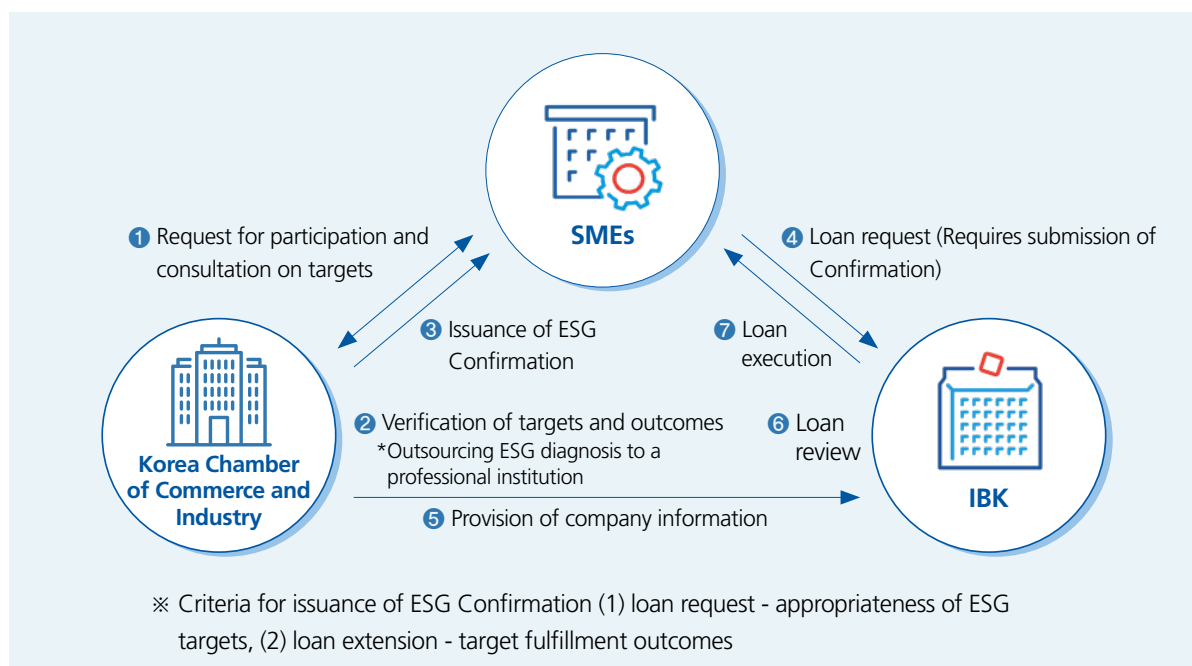 SMEs
❶ Request for participation and
consultation on targets
❹ Loan request (Requires submission of
Confirmation)
❸ Issuance of ESG
Confirmation
❼ Loan
execution
Korea Chamber
of Commerce and
Industry
❷ Verification of targets and outcomes
*Outsourcing ESG diagnosis to a
professional institution
❻ Loan
review
IBK
❺ Provision of company information
※ Criteria for issuance of ESG Confirmation (1) loan request - appropriateness of ESG
targets, (2) loan extension - target fulfillment outcomes